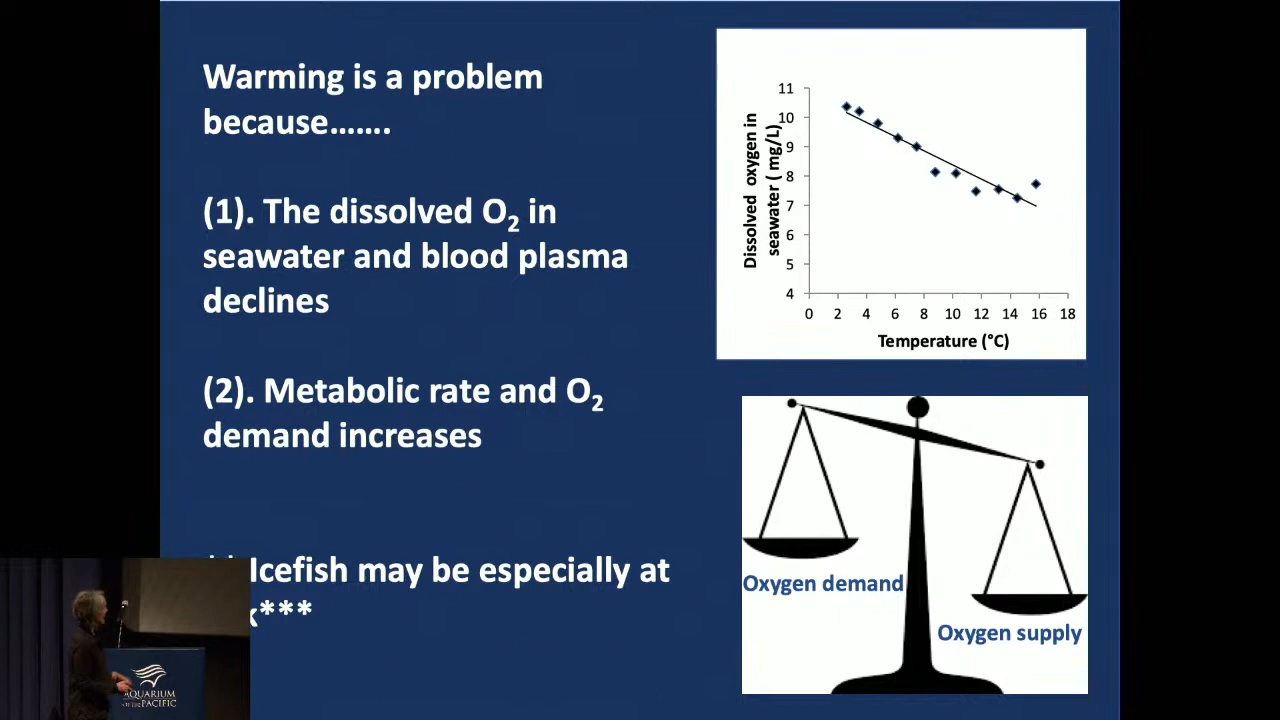 Warming is a problem
because.......
(1). The dissolved O₂ in
seawater and blood plasma
declines
(2). Metabolic rate and O₂
demand increases
Icefish may be especially at
***
Dissolved oxygen in
seawater ( mg/L)
11
10
9
8
7
6
5
4
0 2 4 6 8 10 12 14 16 18
Temperature (°C)
Oxygen demand
Oxygen supply
AQUARIUM
OF THE PACIFIC